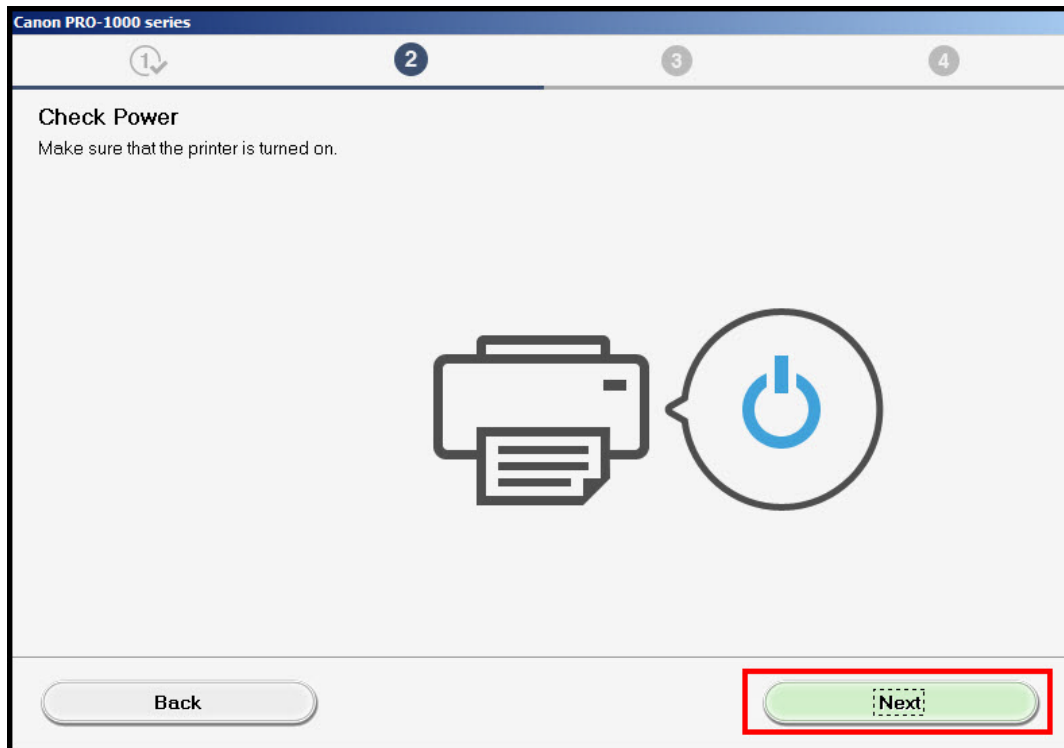 Canon PRO-1000 series
1 2 3 4
Check Power
Make sure that the printer is turned on.
Back Next